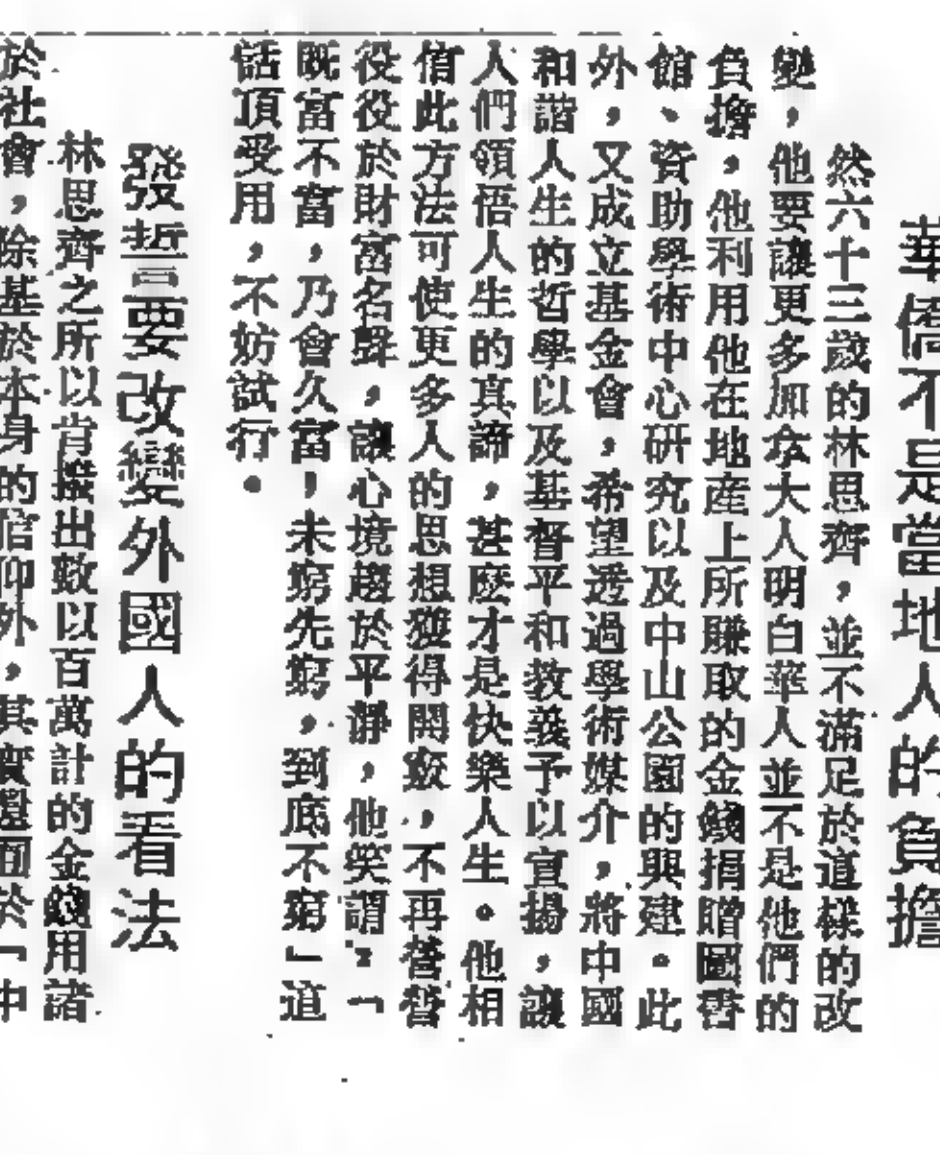 華僑不是當地人的負擔
然六十三歲的林思齊，並不滿足於這樣的改
變，他要讓更多加拿大人明白華人並不是他們的
負擔，他利用他在地產上所賺取的金錢捐贈圖書
館、資助學術中心研究以及中山公園的興建。此
外，又成立基金會，希望透過學術媒介，將中國
和諧人生的哲學以及基督平和教義予以宣揚，讓
人們領悟人生的真諦，甚麼才是快樂人生。他相
信此方法可使更多人的思想獲得開竅，不再營營
役役於財富名聲，讓心境趨於平靜，他笑謂：「
既富不富，乃會久富，未窮先窮，到底不窮」這
話頂受用，不妨試行。
發誓要改變外國人的看法
林思齊之所以肯撥出數以百萬計的金錢用諸
於社會，除基於本身的信仰外，其實還面於「中